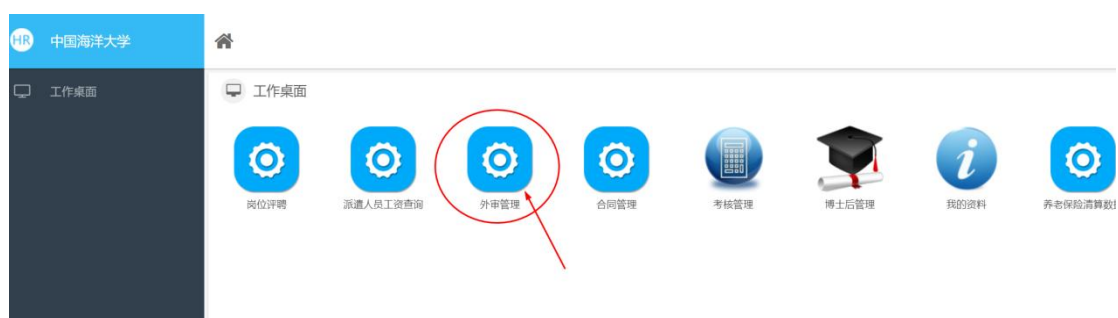 HR 中国海洋大学
工作桌面
工作桌面
岗位评聘 派遣人员工资查询 外审管理 合同管理 考核管理 博士后管理 我的资料 养老保险清算数据